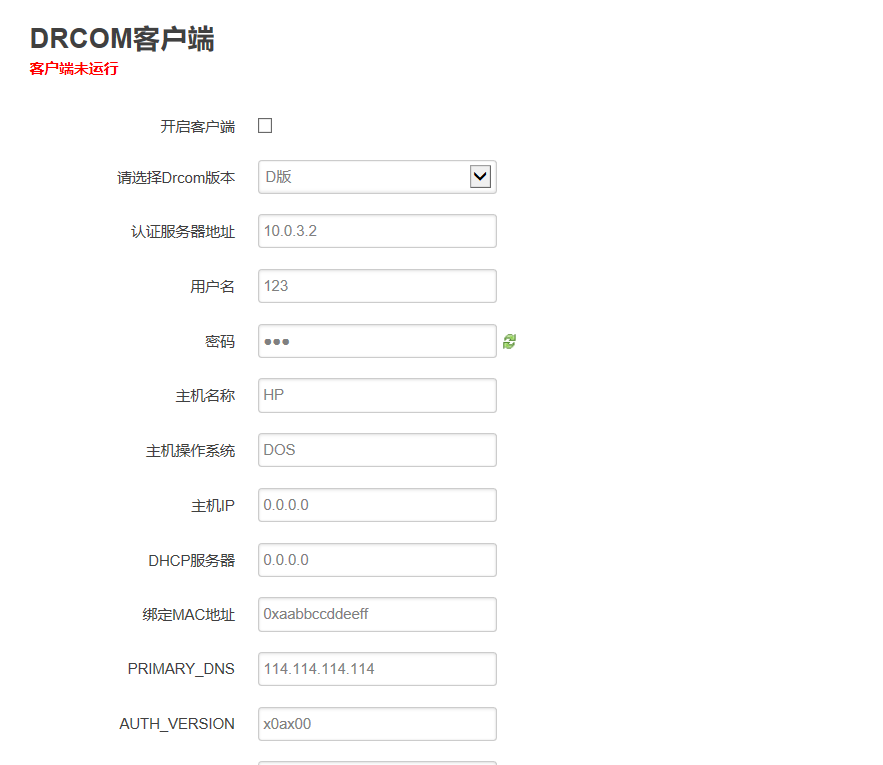 DRCOM客户端
客户端未运行
开启客户端
请选择Drcom版本 D版
认证服务器地址 10.0.3.2
用户名 123
密码 ●●●
主机名称 HP
主机操作系统 DOS
主机IP 0.0.0.0
DHCP服务器 0.0.0.0
绑定MAC地址 0xaabbccddeeff
PRIMARY_DNS 114.114.114.114
AUTH_VERSION x0ax00